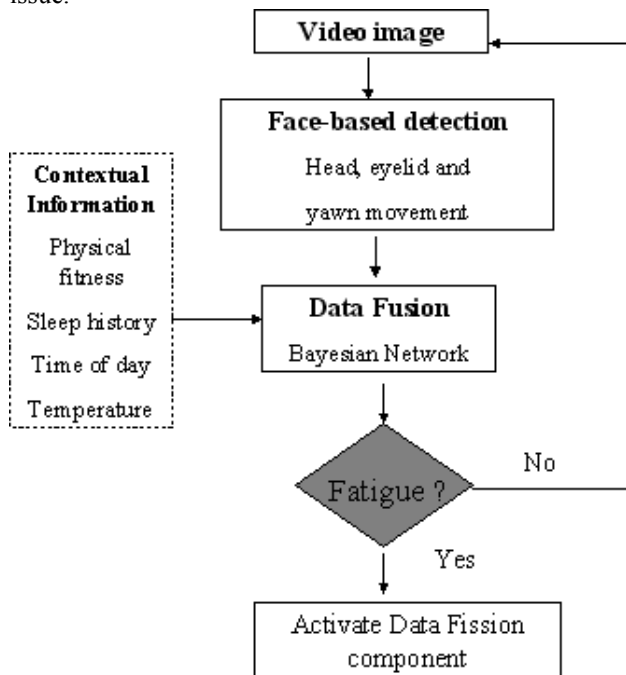 issue.
Video image
Face-based detection
Head, eyelid and
yawn movement
Contextual
Information
Physical
fitness
Sleep history
Time of day
Temperature
Data Fusion
Bayesian Network
Fatigue ?
No
Yes
Activate Data Fission
component